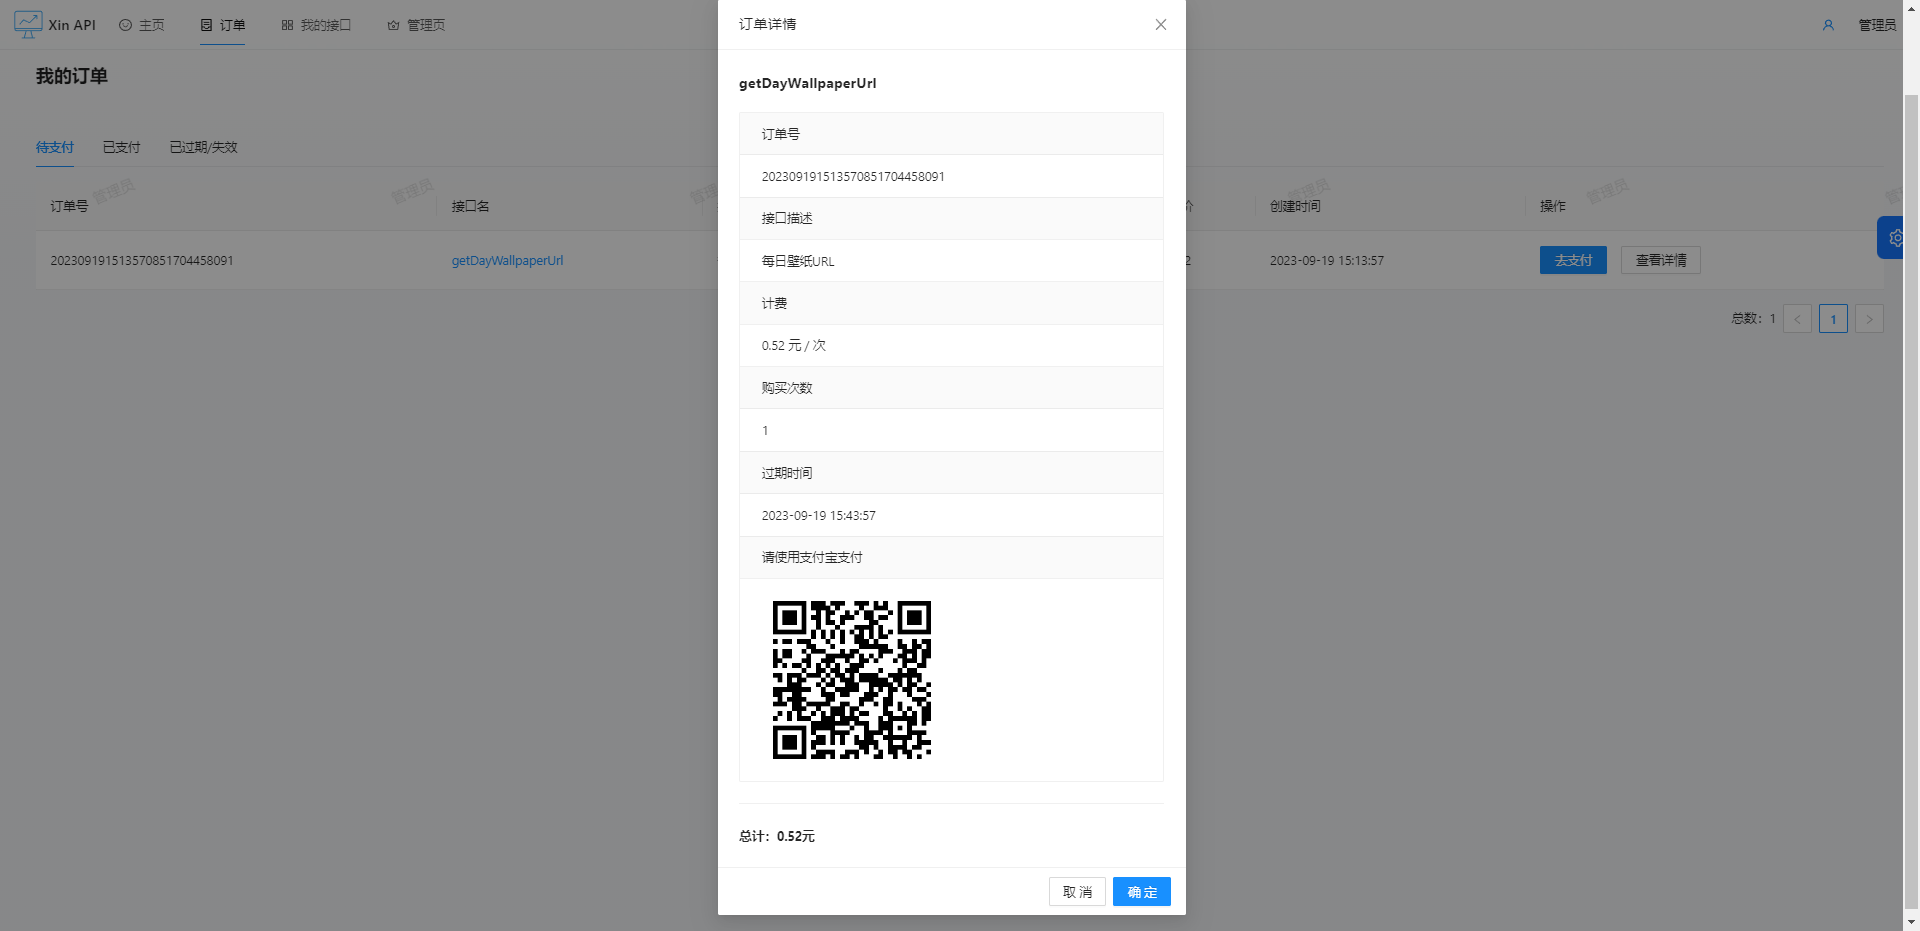 Xin API
主页
订单
我的接口
管理页
管理员
我的订单
待支付
已支付
已过期/失效
管理员
管理员
管理员
管理员
订单号
接口名
价
创建时间
操作
202309191513570851704458091
getDayWallpaperUrl
2
2023-09-19 15:13:57
去支付
查看详情
总数：1
1
订单详情
getDayWallpaperUrl
订单号
202309191513570851704458091
接口描述
每日壁纸URL
计费
0.52 元 / 次
购买次数
1
过期时间
2023-09-19 15:43:57
请使用支付宝支付
总计：0.52元
取 消
确 定